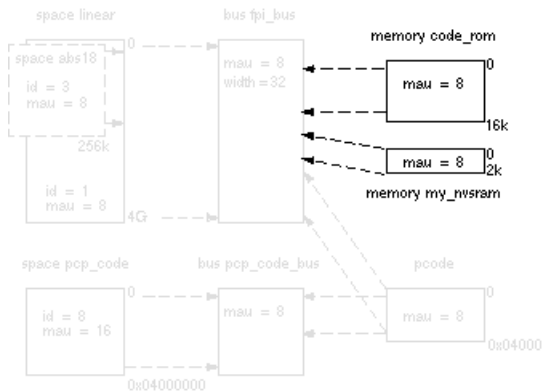 space linear
bus fpi_bus
memory code_rom
space abs18
id = 3
mau = 8
0
256k
id = 1
mau = 8
4G
mau = 8
width =32
0
mau = 8
16k
0
mau = 8
2k
memory my_nvsram
space pcp_code
bus pcp_code_bus
pcode
0
id = 8
mau = 16
0x04000000
mau = 8
0
mau = 8
0x04000